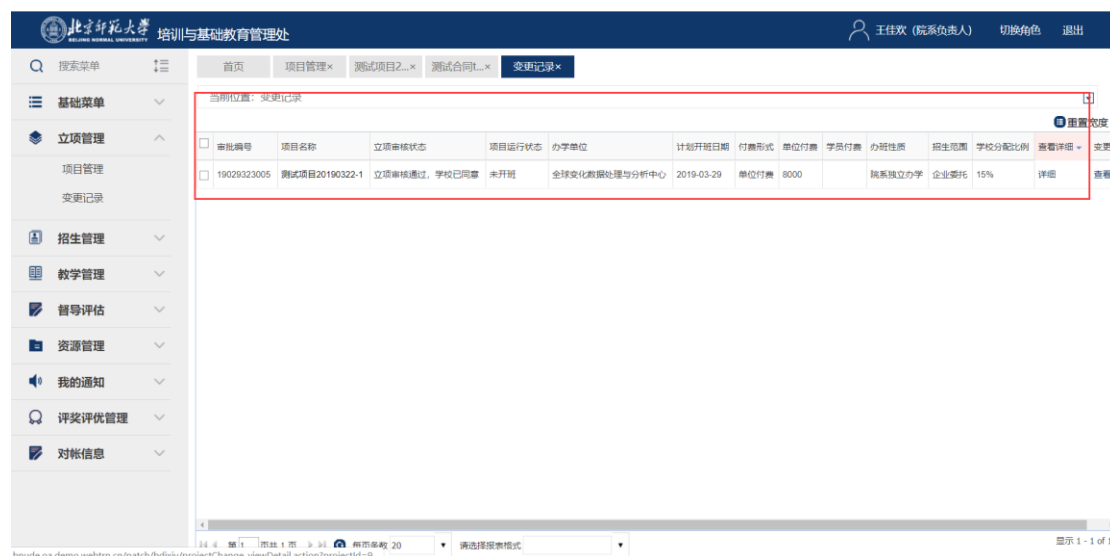 北京师范大学 培训与基础教育管理处 王佳欢 (院系负责人) 切换角色 退出
BEIJING NORMAL UNIVERSITY
搜索菜单 首页 项目管理× 测试项目2...× 测试合同t...× 变更记录×
基础菜单 当前位置：变更记录
重置宽度
立项管理
审批编号 项目名称 立项审核状态 项目运行状态 办学单位 计划开班日期 付费形式 单位付费 学员付费 办班性质 招生范围 学校分配比例 查看详细 变更
项目管理
19029323005 测试项目20190322-1 立项审核通过，学校已同意 未开班 全球变化数据处理与分析中心 2019-03-29 单位付费 8000 院系独立办学 企业委托 15% 详细 查看
变更记录
招生管理
教学管理
督导评估
资源管理
我的通知
评奖评优管理
对帐信息
第 1 页共 1 页 每页条数 20 请选择报表格式 显示 1 - 1 of 1